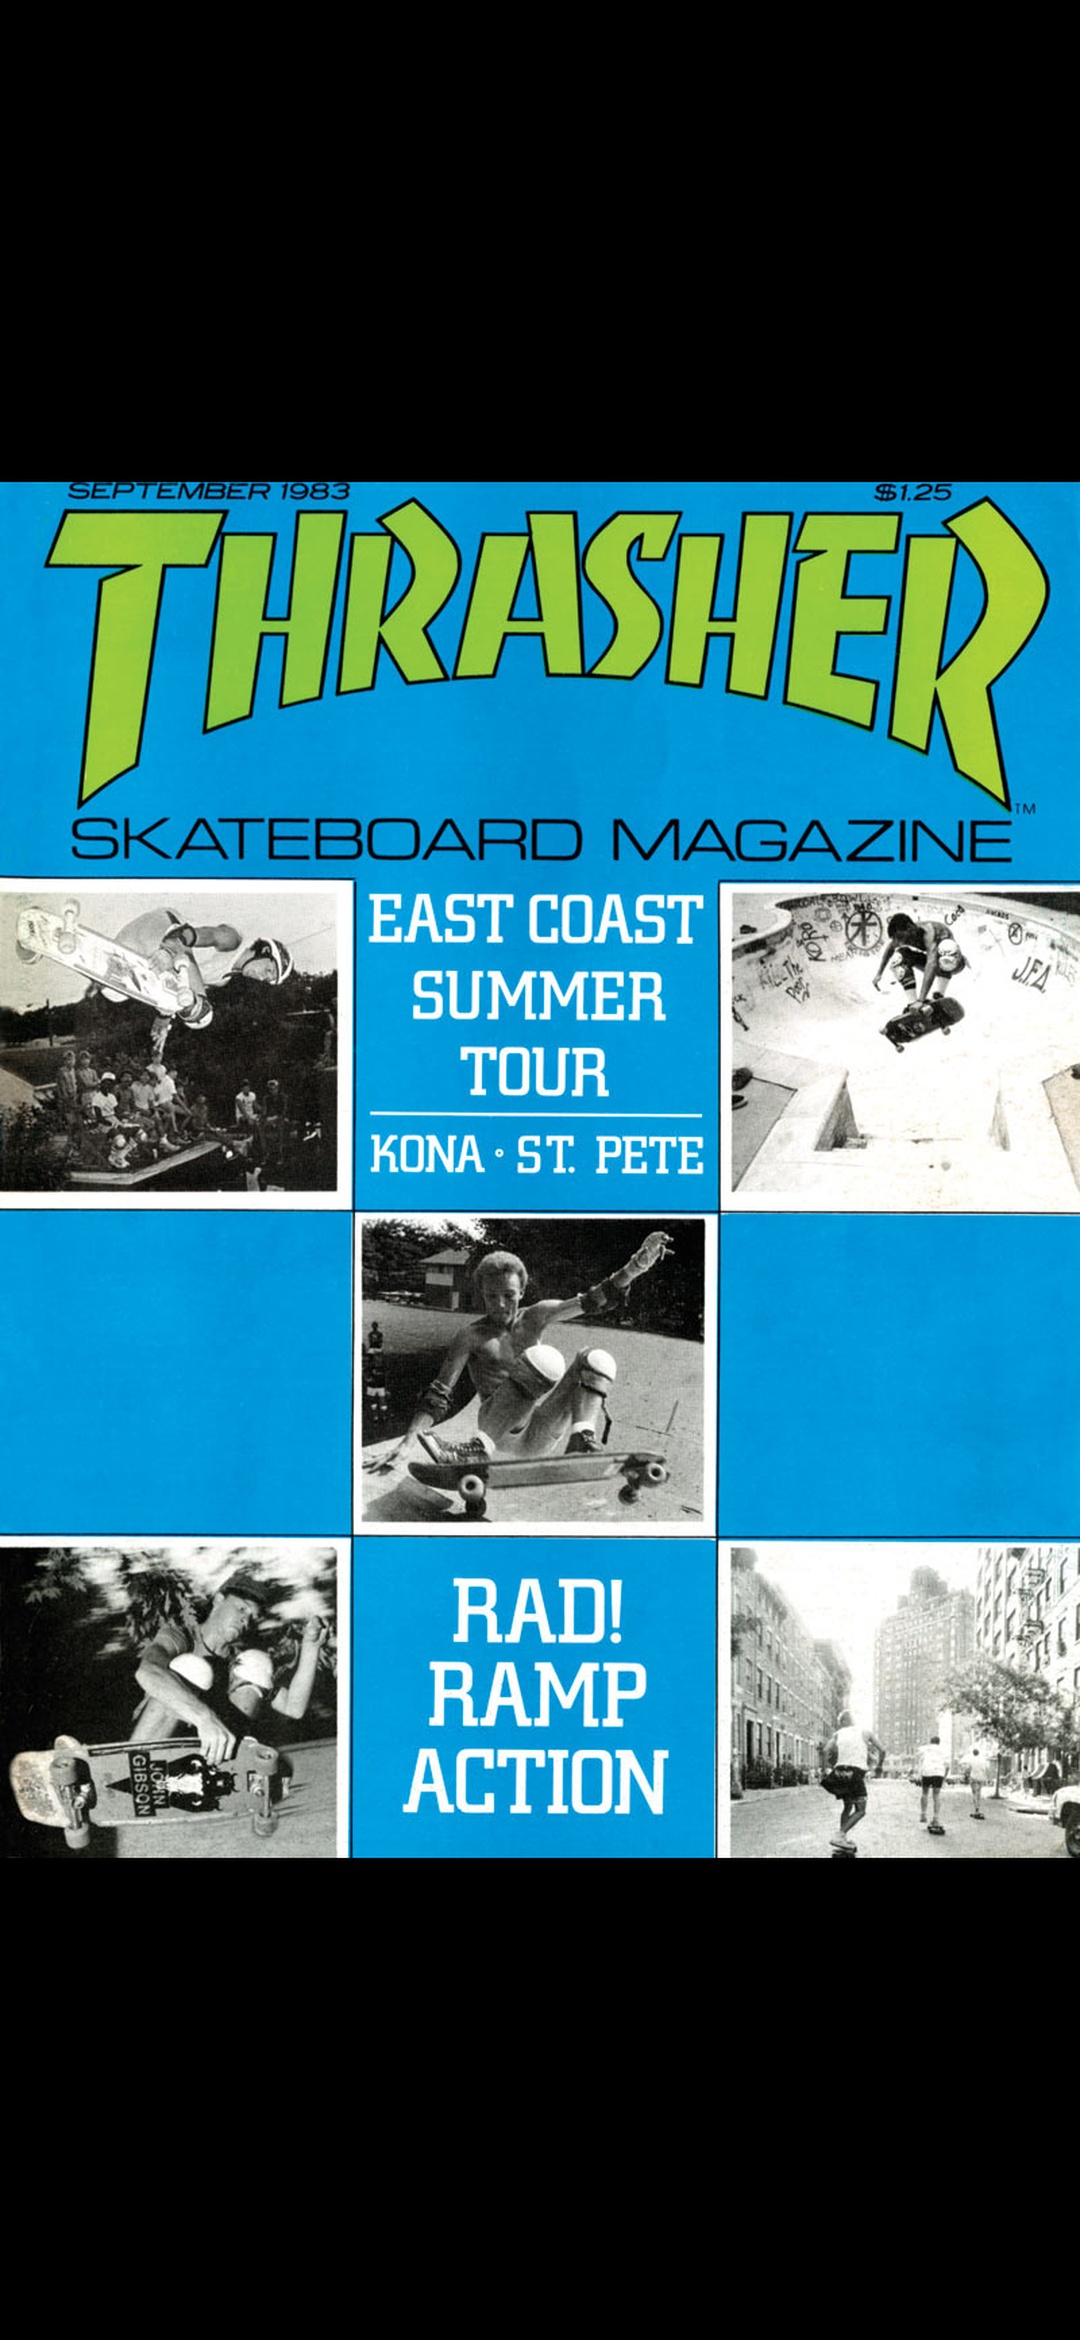 SEPTEMBER 1983
$1.25
THRASHER
TM
SKATEBOARD MAGAZINE
EAST COAST
SUMMER
TOUR
KONA • ST. PETE
J.F.A.
RAD!
RAMP
ACTION
JOHN
GIBSON